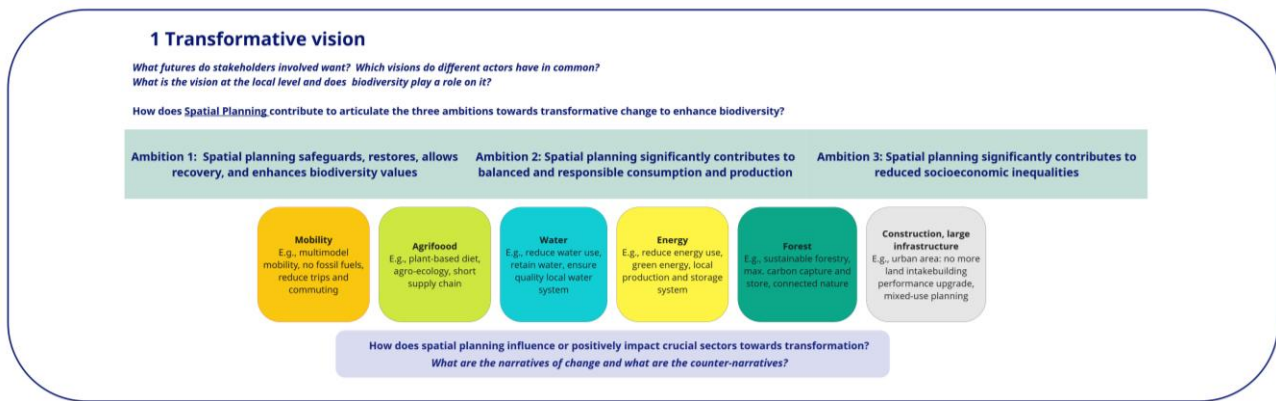 1 Transformative vision
What futures do stakeholders involved want? Which visions do different actors have in common?
What is the vision at the local level and does biodiversity play a role on it?
How does Spatial Planning contribute to articulate the three ambitions towards transformative change to enhance biodiversity?
Ambition 1: Spatial planning safeguards, restores, allows
recovery, and enhances biodiversity values
Ambition 2: Spatial planning significantly contributes to
balanced and responsible consumption and production
Ambition 3: Spatial planning significantly contributes to
reduced socioeconomic inequalities
Mobility
E.g., multimodel
mobility, no fossil fuels,
reduce trips and
commuting
Agrifoood
E.g., plant-based diet,
agro-ecology, short
supply chain
Water
E.g., reduce water use,
retain water, ensure
quality local water
system
Energy
E.g., reduce energy use,
green energy, local
production and storage
system
Forest
E.g., sustainable forestry,
max. carbon capture and
store, connected nature
Construction, large
infrastructure
E.g., urban area: no more
land intakebuilding
performance upgrade,
mixed-use planning
How does spatial planning influence or positively impact crucial sectors towards transformation?
What are the narratives of change and what are the counter-narratives?